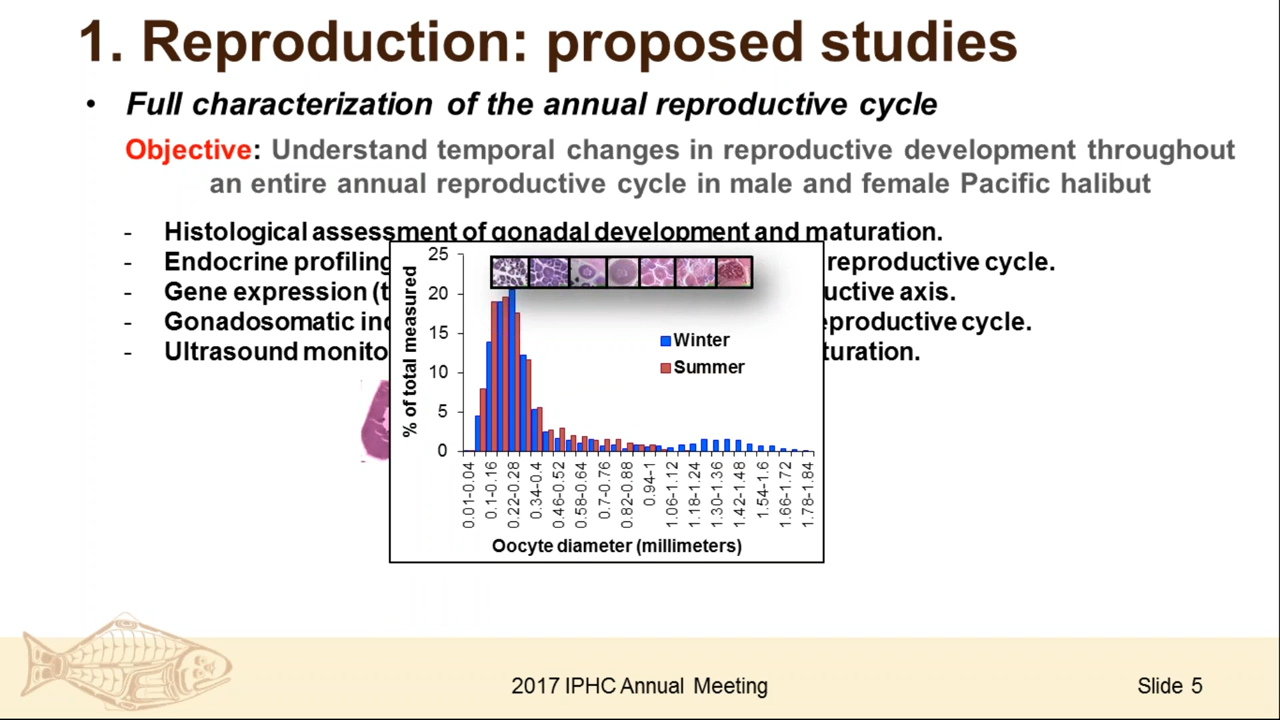 1. Reproduction: proposed studies
• Full characterization of the annual reproductive cycle
Objective: Understand temporal changes in reproductive development throughout
an entire annual reproductive cycle in male and female Pacific halibut
- Histological assessment of gonadal development and maturation.
- Endocrine profiling reproductive cycle.
- Gene expression axis.
- Gonadosomatic cycle.
- Ultrasound
25
20
15
10
5
0
% of total measured
Winter
Summer
0.01-0.04
0.1-0.16
0.22-0.28
0.34-0.4
0.46-0.52
0.58-0.64
0.7-0.76
0.82-0.88
0.94-1
1.06-1.12
1.18-1.24
1.30-1.36
1.42-1.48
1.54-1.6
1.66-1.72
1.78-1.84
Oocyte diameter (millimeters)
2017 IPHC Annual Meeting
Slide 5